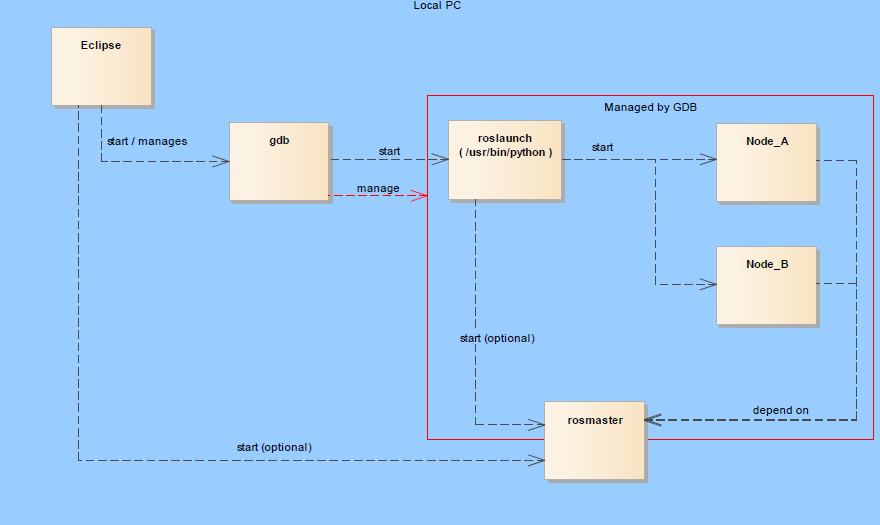 Local PC
Eclipse
start / manages
gdb
start
manage
Managed by GDB
roslaunch
( /usr/bin/python )
start
Node_A
Node_B
start (optional)
depend on
rosmaster
start (optional)